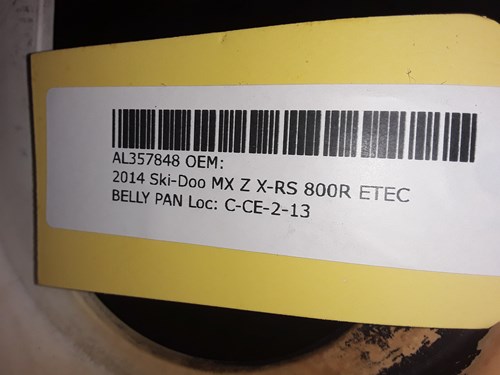 AL357848 OEM:
2014 Ski-Doo MX Z X-RS 800R ETEC
BELLY PAN Loc: C-CE-2-13